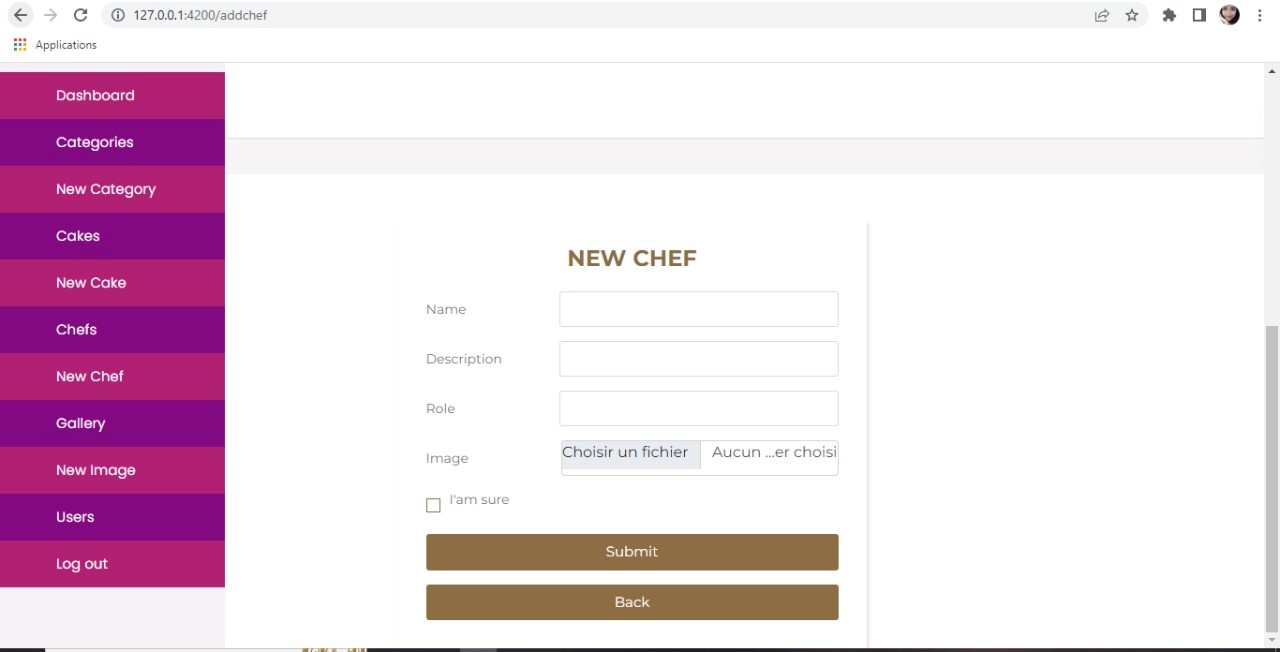 127.0.0.1:4200/addchef
Applications
Dashboard
Categories
New Category
Cakes
New Cake
Chefs
New Chef
Gallery
New Image
Users
Log out
NEW CHEF
Name
Description
Role
Image Choisir un fichier Aucun ...er choisi
I'am sure
Submit
Back